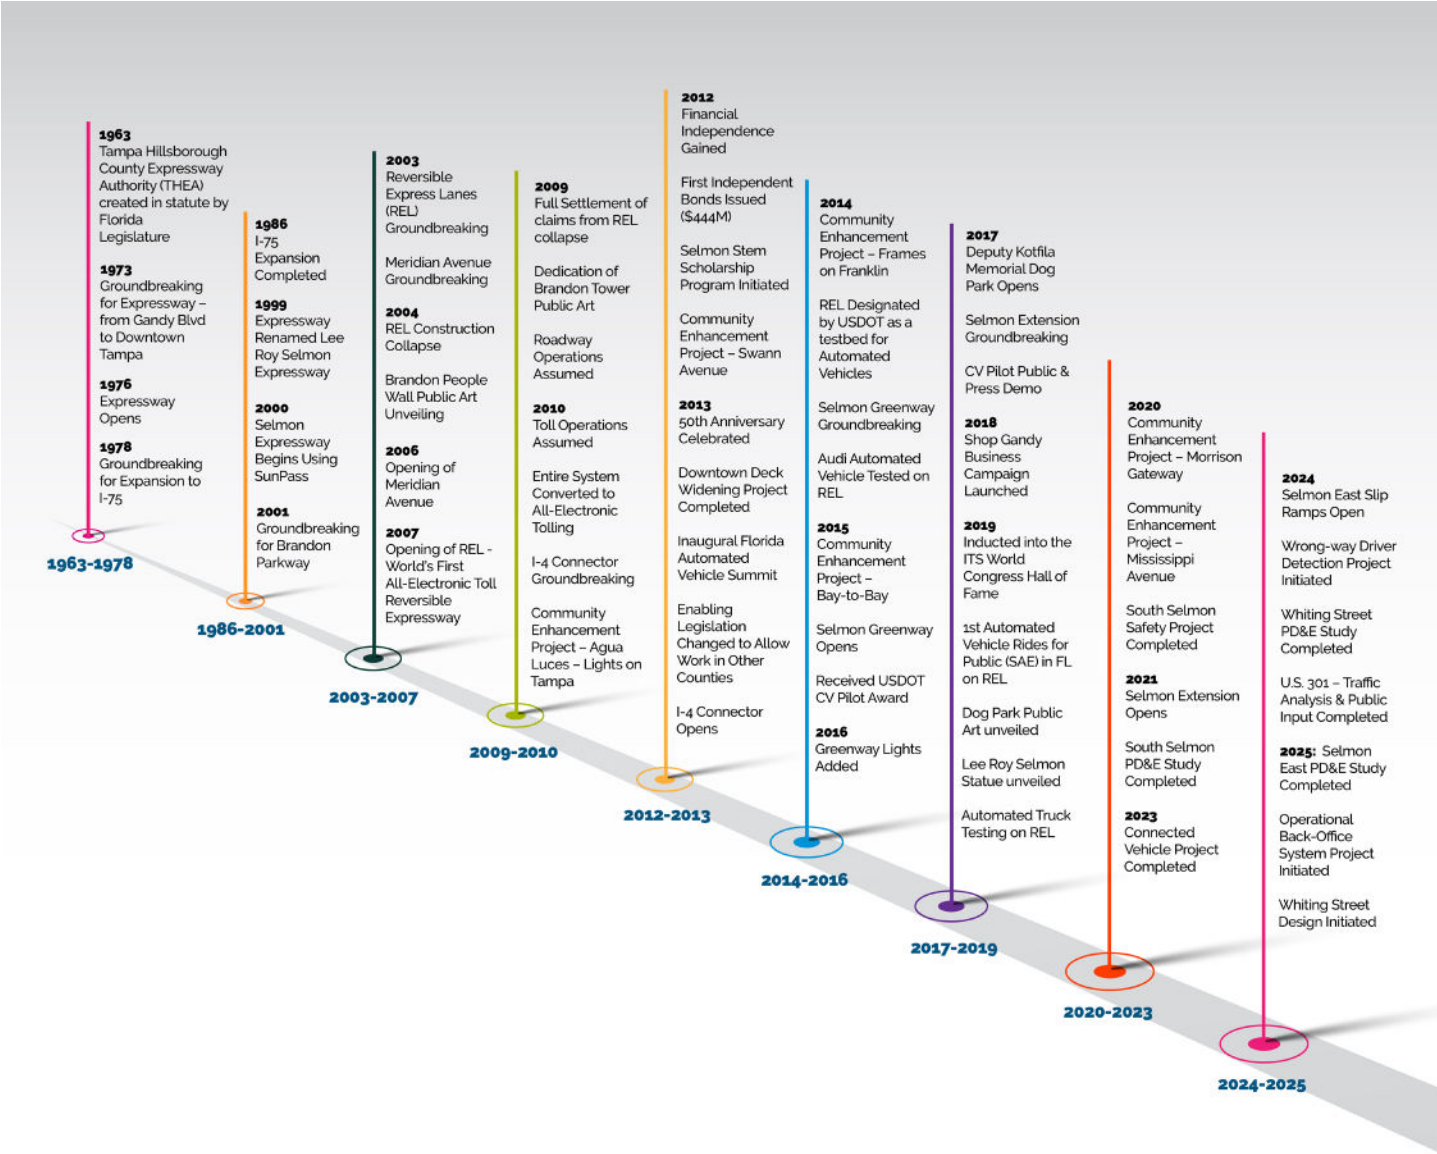 1963
Tampa Hillsborough
County Expressway
Authority (THEA)
created in statute by
Florida
Legislature
1973
Groundbreaking
for Expressway –
from Gandy Blvd
to Downtown
Tampa
1976
Expressway
Opens
1978
Groundbreaking
for Expansion to
I-75
1963-1978
1986
I-75
Expansion
Completed
1999
Expressway
Renamed Lee
Roy Selmon
Expressway
2000
Selmon
Expressway
Begins Using
SunPass
2001
Groundbreaking
for Brandon
Parkway
1986-2001
2003
Reversible
Express Lanes
(REL)
Groundbreaking
Meridian Avenue
Groundbreaking
2004
REL Construction
Collapse
Brandon People
Wall Public Art
Unveiling
2006
Opening of
Meridian
Avenue
2007
Opening of REL -
World's First
All-Electronic Toll
Reversible
Expressway
2003-2007
2009
Full Settlement of
claims from REL
collapse
Dedication of
Brandon Tower
Public Art
Roadway
Operations
Assumed
2010
Toll Operations
Assumed
Entire System
Converted to
All-Electronic
Tolling
I-4 Connector
Groundbreaking
Community
Enhancement
Project – Agua
Luces – Lights on
Tampa
2009-2010
2012
Financial
Independence
Gained
First Independent
Bonds Issued
($444M)
Selmon Stem
Scholarship
Program Initiated
Community
Enhancement
Project – Swann
Avenue
2013
50th Anniversary
Celebrated
Downtown Deck
Widening Project
Completed
Inaugural Florida
Automated
Vehicle Summit
Enabling
Legislation
Changed to Allow
Work in Other
Counties
I-4 Connector
Opens
2012-2013
2014
Community
Enhancement
Project – Frames
on Franklin
REL Designated
by USDOT as a
testbed for
Automated
Vehicles
Selmon Greenway
Groundbreaking
Audi Automated
Vehicle Tested on
REL
2015
Community
Enhancement
Project –
Bay-to-Bay
Selmon Greenway
Opens
Received USDOT
CV Pilot Award
2016
Greenway Lights
Added
2014-2016
2017
Deputy Kotfila
Memorial Dog
Park Opens
Selmon Extension
Groundbreaking
CV Pilot Public &
Press Demo
2018
Shop Gandy
Business
Campaign
Launched
2019
Inducted into the
ITS World
Congress Hall of
Fame
1st Automated
Vehicle Rides for
Public (SAE) in FL
on REL
Dog Park Public
Art unveiled
Lee Roy Selmon
Statue unveiled
Automated Truck
Testing on REL
2017-2019
2020
Community
Enhancement
Project – Morrison
Gateway
Community
Enhancement
Project –
Mississippi
Avenue
South Selmon
Safety Project
Completed
2021
Selmon Extension
Opens
South Selmon
PD&E Study
Completed
2023
Connected
Vehicle Project
Completed
2020-2023
2024
Selmon East Slip
Ramps Open
Wrong-way Driver
Detection Project
Initiated
Whiting Street
PD&E Study
Completed
U.S. 301 – Traffic
Analysis & Public
Input Completed
2025: Selmon
East PD&E Study
Completed
Operational
Back-Office
System Project
Initiated
Whiting Street
Design Initiated
2024-2025